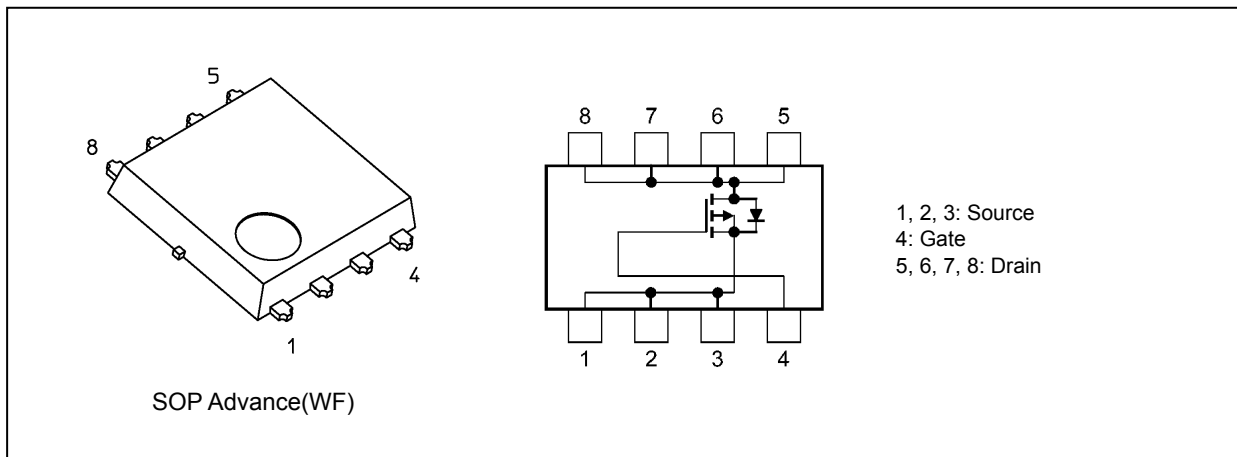 5
8
4
1
SOP Advance(WF)
8 7 6 5
1 2 3 4
1, 2, 3: Source
4: Gate
5, 6, 7, 8: Drain